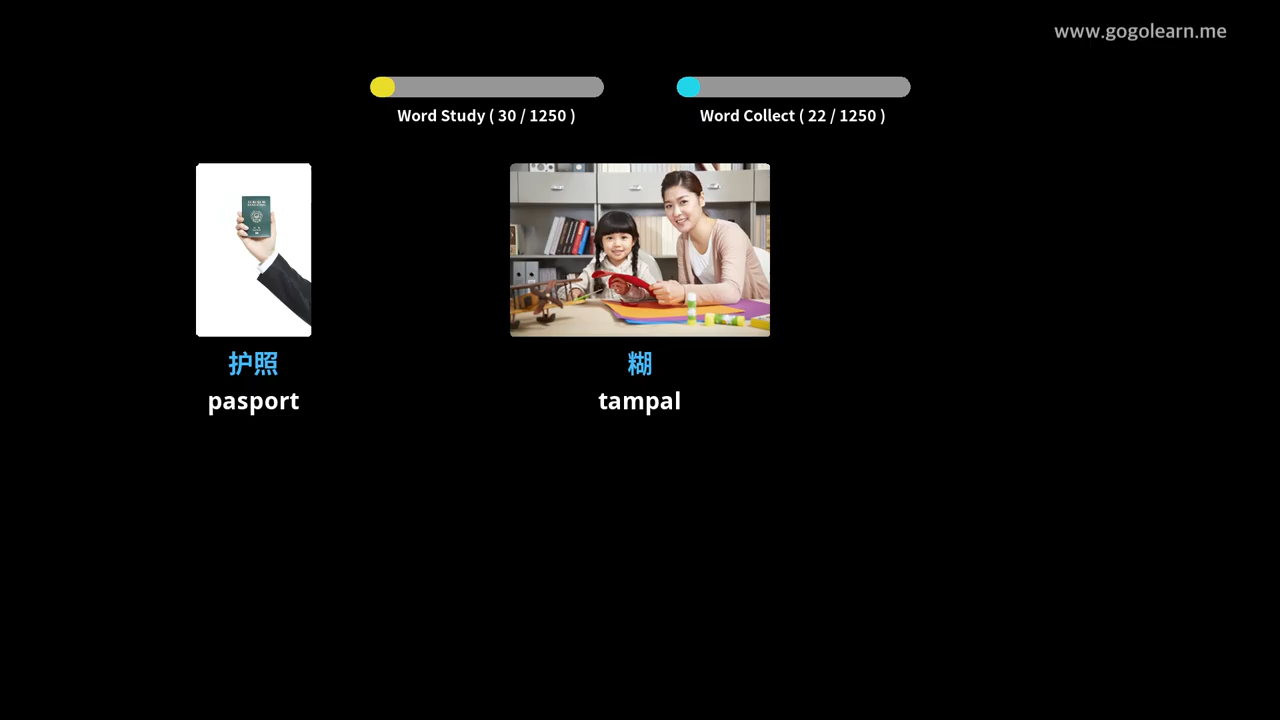 www.gogolearn.me
Word Study ( 30 / 1250 )
Word Collect ( 22 / 1250 )
护照
pasport
糊
tampal